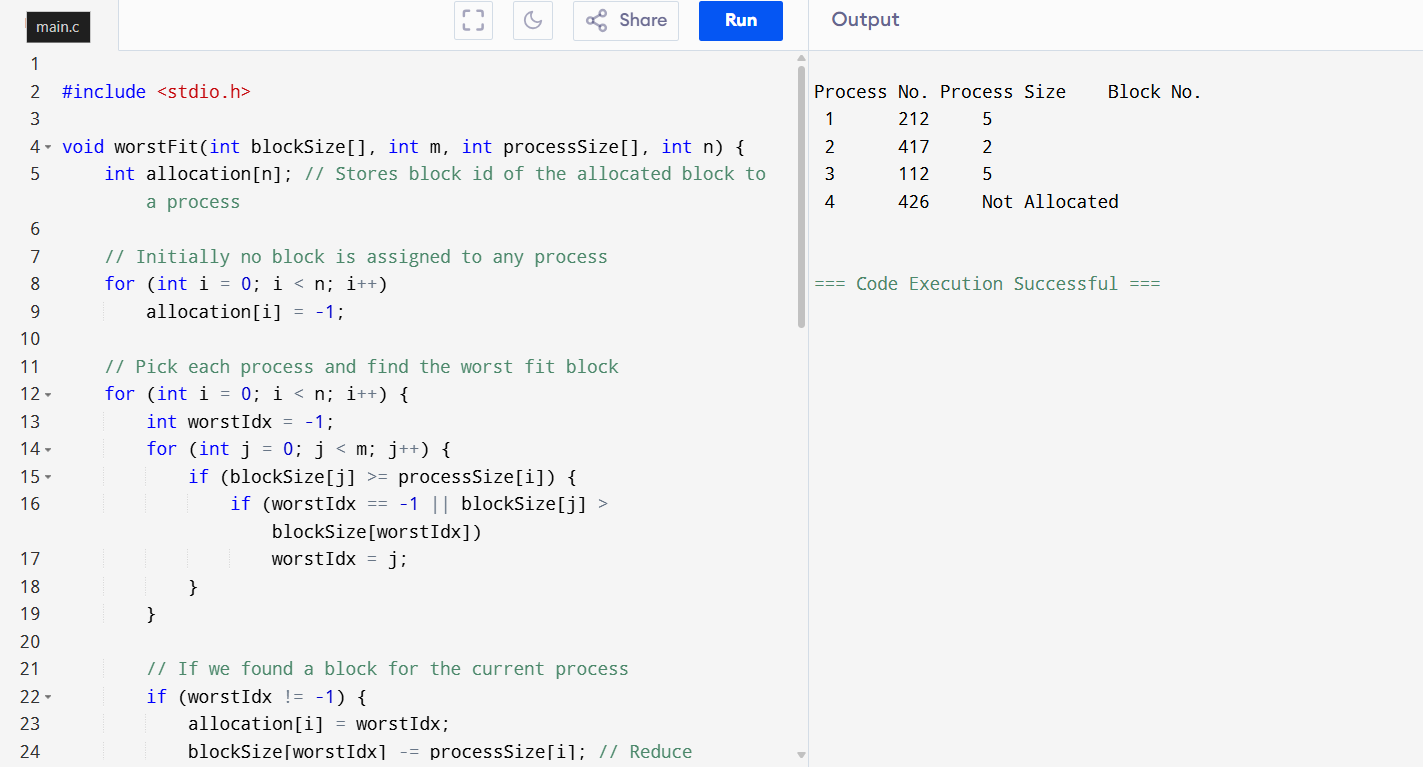 main.c
Share
Run
Output
1
2 #include <stdio.h>
3
4 void worstFit(int blockSize[], int m, int processSize[], int n) {
5 int allocation[n]; // Stores block id of the allocated block to
a process
6
7 // Initially no block is assigned to any process
8 for (int i = 0; i < n; i++)
9 allocation[i] = -1;
10
11 // Pick each process and find the worst fit block
12 for (int i = 0; i < n; i++) {
13 int worstIdx = -1;
14 for (int j = 0; j < m; j++) {
15 if (blockSize[j] >= processSize[i]) {
16 if (worstIdx == -1 || blockSize[j] >
blockSize[worstIdx])
17 worstIdx = j;
18 }
19 }
20
21 // If we found a block for the current process
22 if (worstIdx != -1) {
23 allocation[i] = worstIdx;
24 blockSize[worstIdx] -= processSize[i]; // Reduce
Process No. Process Size Block No.
1 212 5
2 417 2
3 112 5
4 426 Not Allocated
=== Code Execution Successful ===